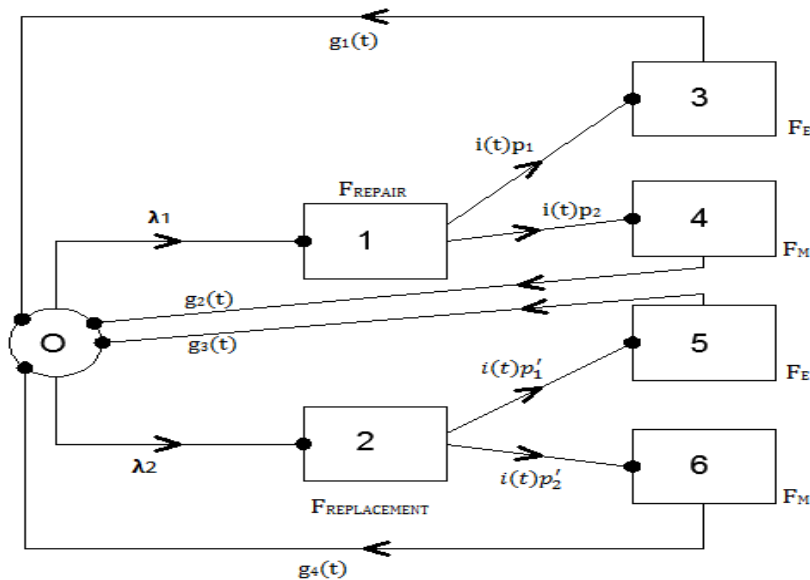 g₁(t)
3
F_E
i(t)p₁
F_REPAIR
i(t)p₂
4
λ1
1
F_M
g₂(t)
O
g₃(t)
5
i(t)p′₁
F_E
2
λ2
i(t)p′₂
6
F_REPLACEMENT
F_M
g₄(t)